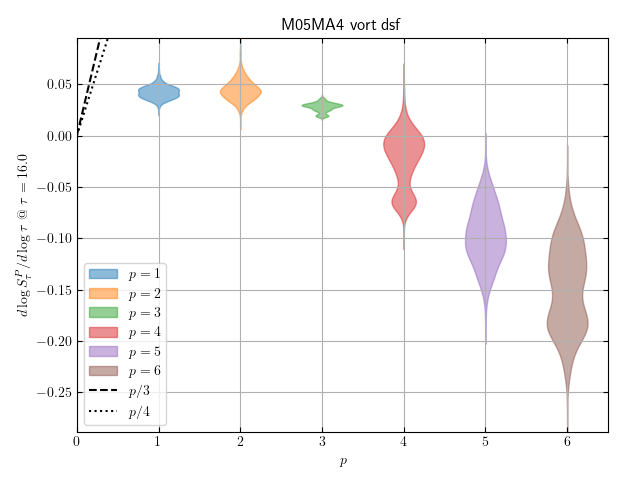 M05MA4 vort dsf
d log S_τ^P / d log τ @ τ = 16.0
0.05
0.00
−0.05
−0.10
−0.15
−0.20
−0.25
p = 1
p = 2
p = 3
p = 4
p = 5
p = 6
p/3
p/4
0 1 2 3 4 5 6
p